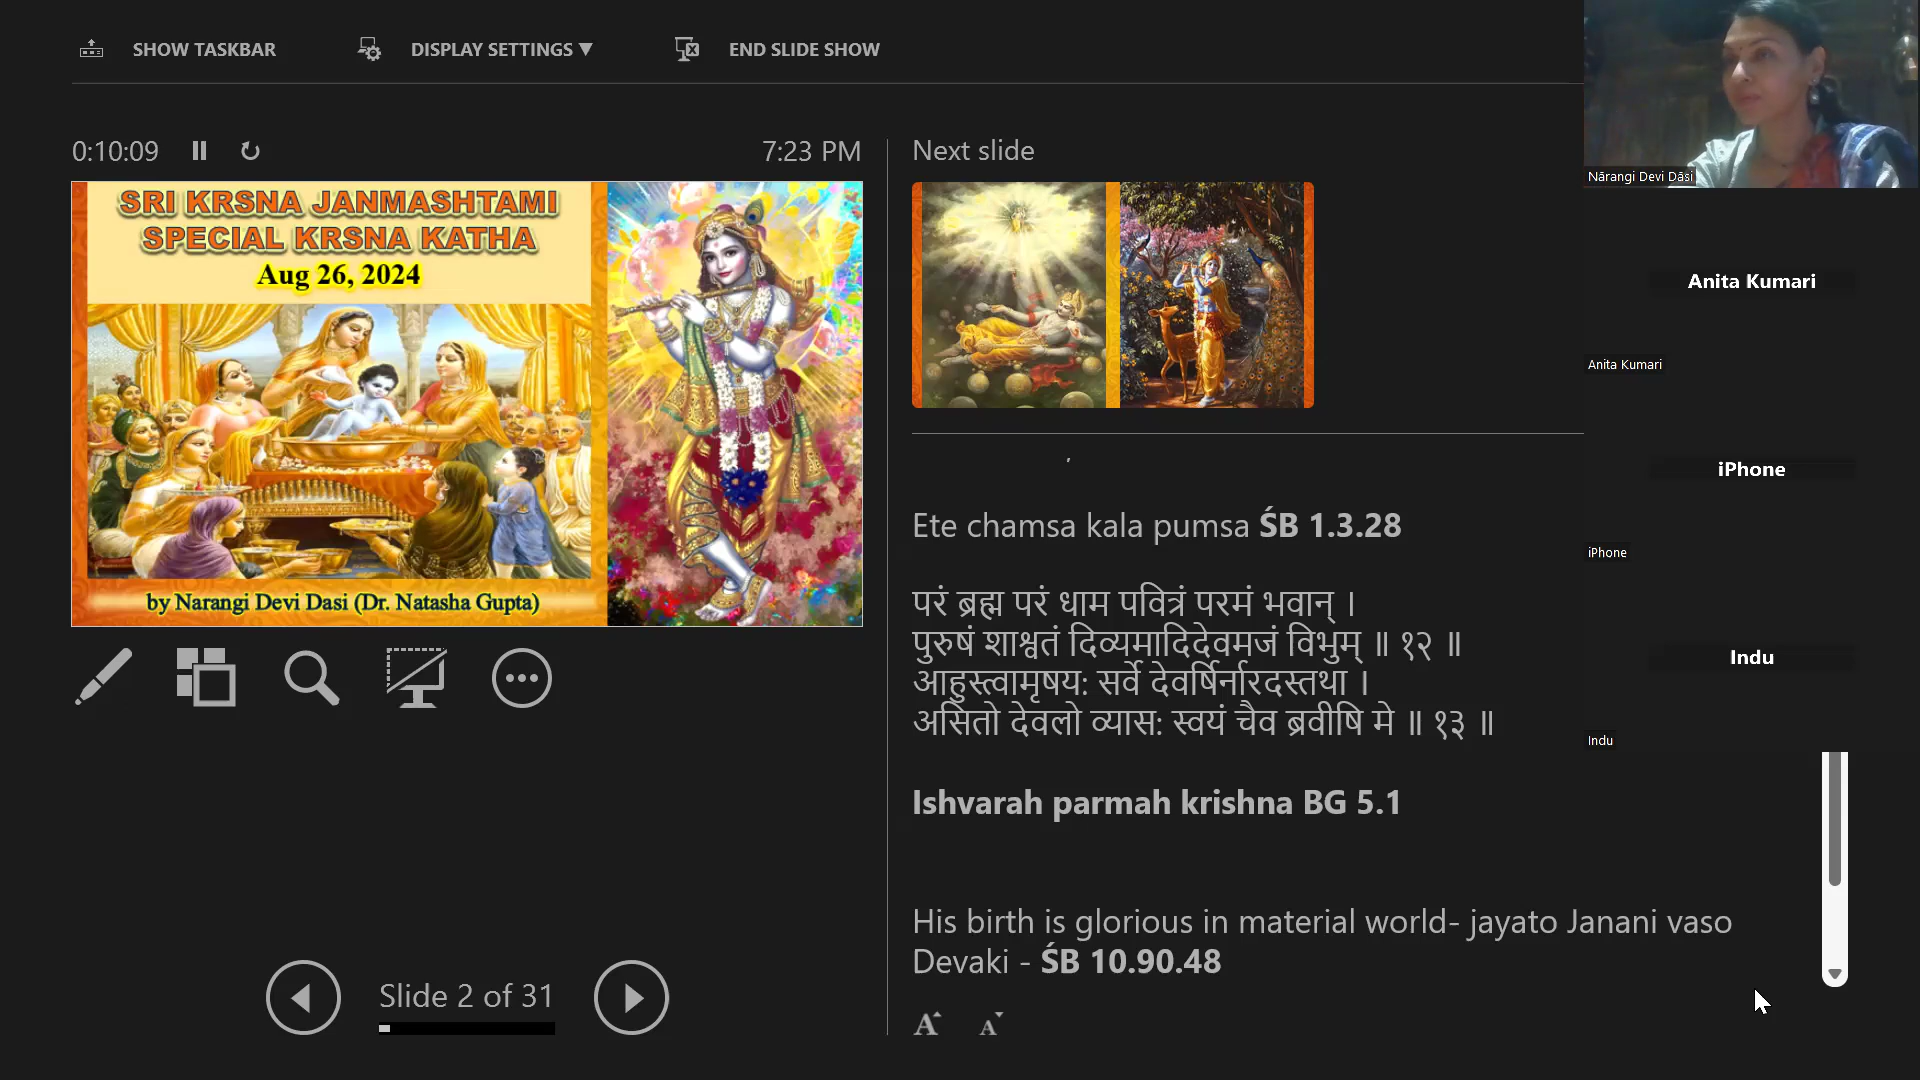 SHOW TASKBAR
DISPLAY SETTINGS ▼
END SLIDE SHOW
0:10:09
7:23 PM
SRI KRSNA JANMASHTAMI
SPECIAL KRSNA KATHA
Aug 26, 2024
by Narangi Devi Dasi (Dr. Natasha Gupta)
Slide 2 of 31
Next slide
,
Ete chamsa kala pumsa ŚB 1.3.28
परं ब्रह्म परं धाम पवित्रं परमं भवान् ।
पुरुषं शाश्वतं दिव्यमादिदेवमजं विभुम् ॥ १२ ॥
आहुस्त्वामृषय: सर्वे देवर्षिर्नारदस्तथा ।
असितो देवलो व्यास: स्वयं चैव ब्रवीषि मे ॥ १३ ॥
Ishvarah parmah krishna BG 5.1
His birth is glorious in material world- jayato Janani vaso
Devaki - ŚB 10.90.48
A A
Nārangi Devi Dāsi
Anita Kumari
Anita Kumari
iPhone
iPhone
Indu
Indu